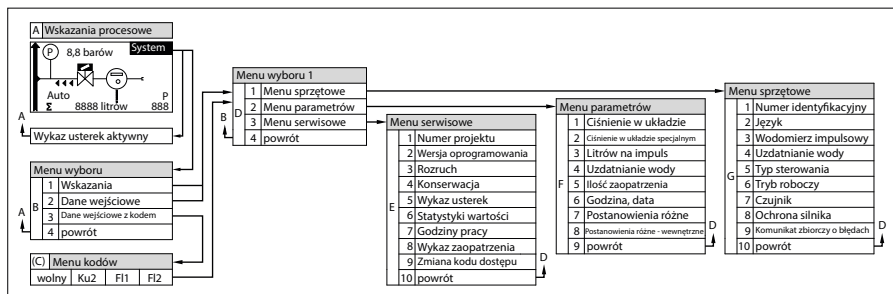 A Wskazania procesowe
P 8,8 barów System
Auto P
Σ 8888 litrów 888
A
Wykaz usterek aktywny
Menu wyboru
B
1 Wskazania
2 Dane wejściowe
3 Dane wejściowe z kodem
4 powrót
A
(C) Menu kodów
wolny Ku2 Fl1 Fl2
Menu wyboru 1
D
1 Menu sprzętowe
2 Menu parametrów
3 Menu serwisowe
4 powrót
B
Menu serwisowe
E
1 Numer projektu
2 Wersja oprogramowania
3 Rozruch
4 Konserwacja
5 Wykaz usterek
6 Statystyki wartości
7 Godziny pracy
8 Wykaz zaopatrzenia
9 Zmiana kodu dostępu
10 powrót
D
Menu parametrów
F
1 Ciśnienie w układzie
2 Ciśnienie w układzie specjalnym
3 Litrów na impuls
4 Uzdatnianie wody
5 Ilość zaopatrzenia
6 Godzina, data
7 Postanowienia różne
8 Postanowienia różne - wewnętrzne
9 powrót
D
Menu sprzętowe
G
1 Numer identyfikacyjny
2 Język
3 Wodomierz impulsowy
4 Uzdatnianie wody
5 Typ sterowania
6 Tryb roboczy
7 Czujnik
8 Ochrona silnika
9 Komunikat zbiorczy o błędach
10 powrót
D